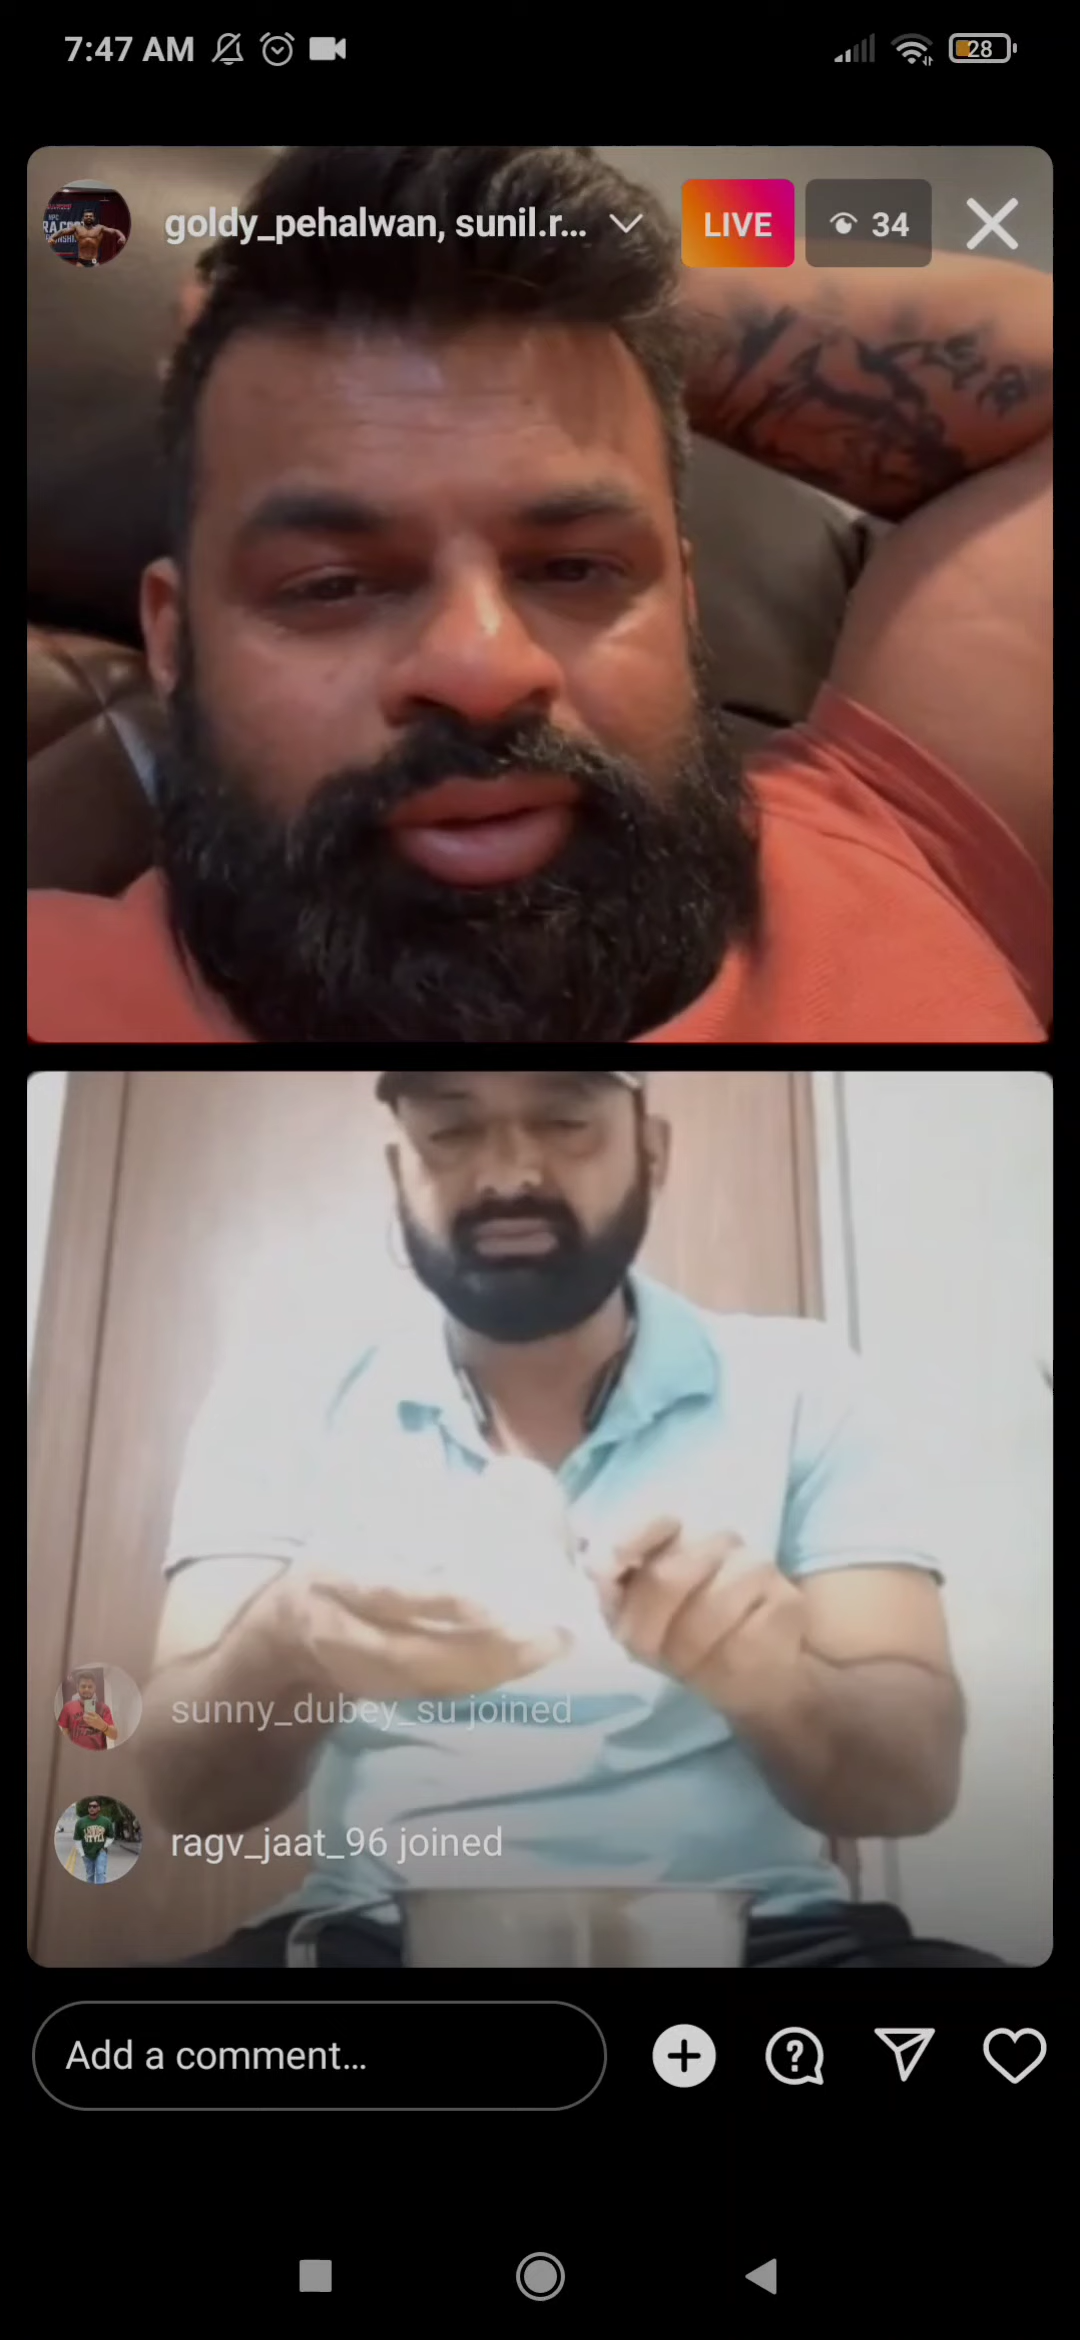 7:47 AM
28
goldy_pehalwan, sunil.r...
LIVE
34
sunny_dubey_su joined
ragv_jaat_96 joined
Add a comment...